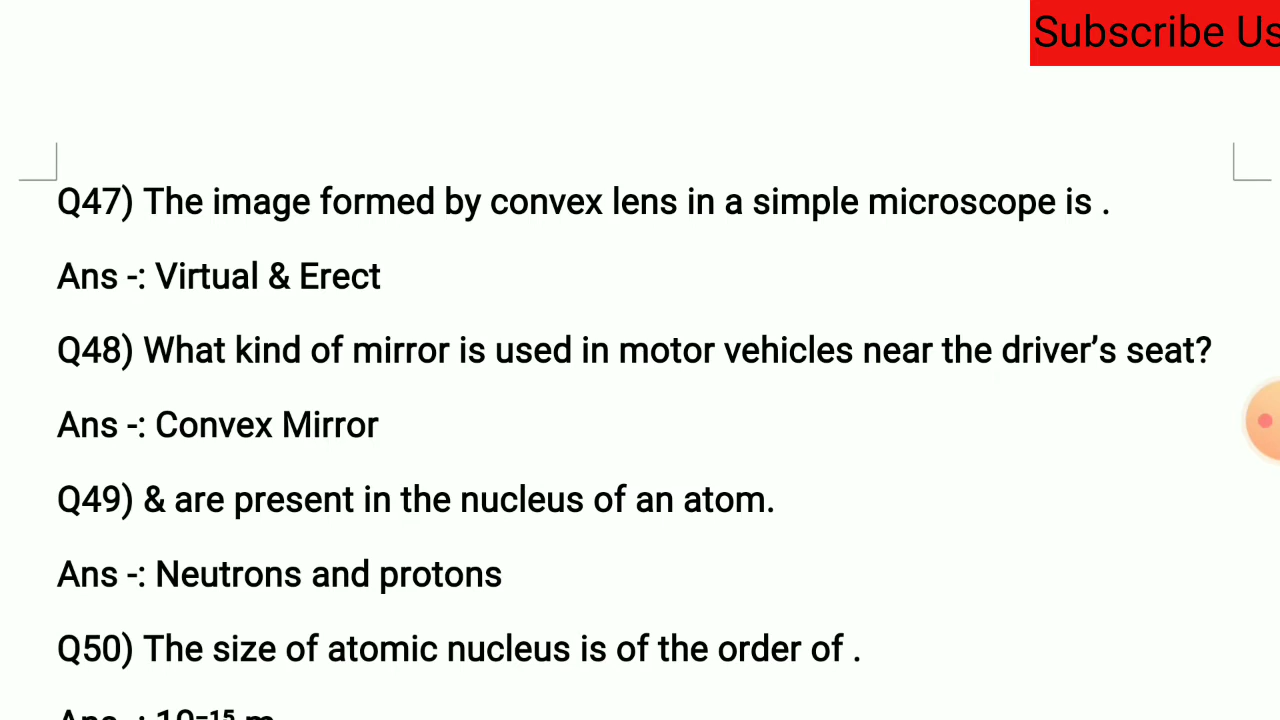 Subscribe Us
Q47) The image formed by convex lens in a simple microscope is .
Ans -: Virtual & Erect
Q48) What kind of mirror is used in motor vehicles near the driver’s seat?
Ans -: Convex Mirror
Q49) & are present in the nucleus of an atom.
Ans -: Neutrons and protons
Q50) The size of atomic nucleus is of the order of .
Ans -: 10⁻¹⁵ m